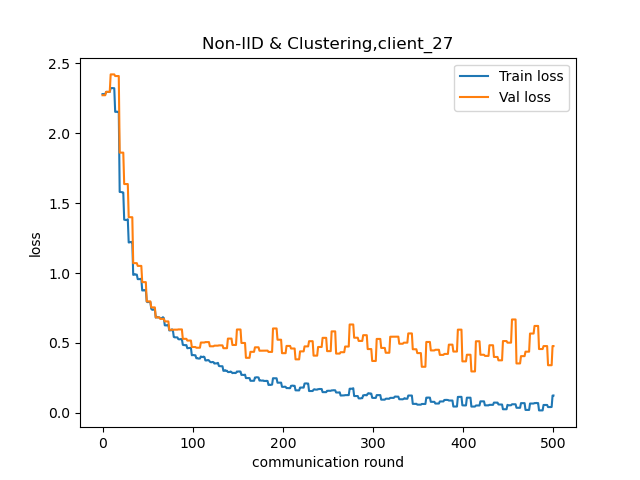 Non-IID & Clustering,client_27
Train loss
Val loss
2.5
2.0
1.5
1.0
0.5
0.0
loss
0
100
200
300
400
500
communication round